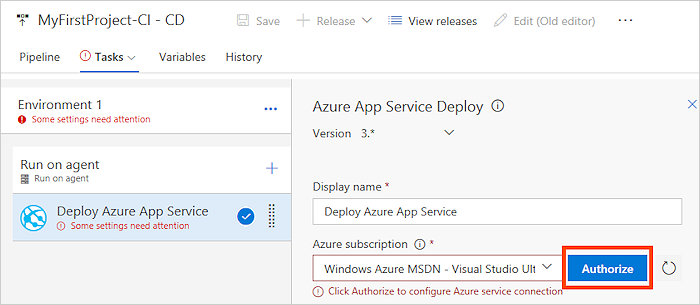 MyFirstProject-CI - CD
Save
Release
View releases
Edit (Old editor)
...
Pipeline
Tasks
Variables
History
Environment 1
...
Some settings need attention
Run on agent
Run on agent
Deploy Azure App Service
Some settings need attention
Azure App Service Deploy
Version 3.*
Display name *
Deploy Azure App Service
Azure subscription *
Windows Azure MSDN - Visual Studio Ult
Authorize
Click Authorize to configure Azure service connection